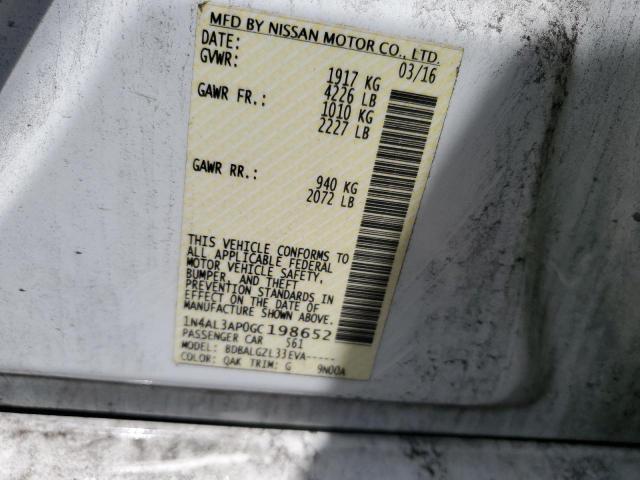 MFD BY NISSAN MOTOR CO., LTD.
DATE: 03/16
GVWR: 1917 KG
4226 LB
GAWR FR.: 1010 KG
2227 LB
GAWR RR.: 940 KG
2072 LB
THIS VEHICLE CONFORMS TO
ALL APPLICABLE FEDERAL
MOTOR VEHICLE SAFETY,
BUMPER, AND THEFT
PREVENTION STANDARDS IN
EFFECT ON THE DATE OF
MANUFACTURE SHOWN ABOVE.
1N4AL3AP0GC198652
PASSENGER CAR S61
MODEL: BDBALGZL33EVA-----
COLOR: QAK TRIM: G 9N00A